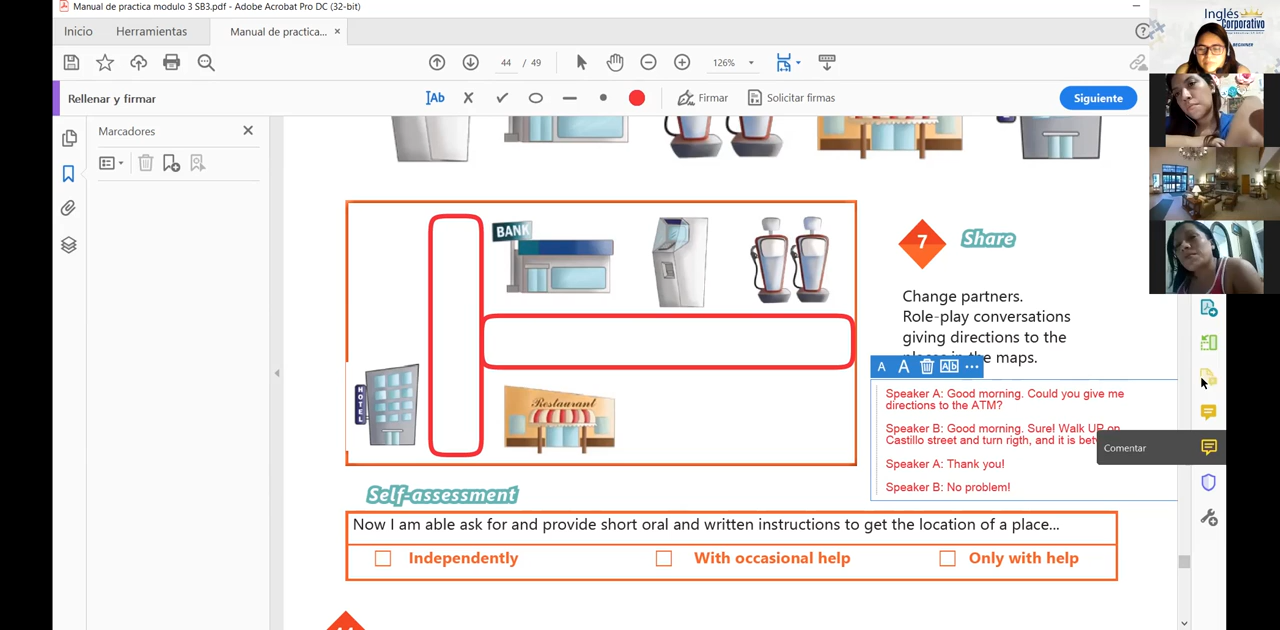 Manual de practica modulo 3 SB3.pdf - Adobe Acrobat Pro DC (32-bit)
Inicio
Herramientas
Manual de practica... ×
44 / 49
126%
Rellenar y firmar
Ab
Firmar
Solicitar firmas
Siguiente
Marcadores
Inglés
Corporativo
BEGINNER
BANK
HOTEL
Restaurant
7
Share
Change partners.
Role-play conversations
giving directions to the
places in the maps.
A A Ab
Speaker A: Good morning. Could you give me
directions to the ATM?
Speaker B: Good morning. Sure! Walk UP on
Castillo street and turn rigth, and it is
Speaker A: Thank you!
Speaker B: No problem!
Comentar
Self-assessment
Now I am able ask for and provide short oral and written instructions to get the location of a place...
Independently
With occasional help
Only with help